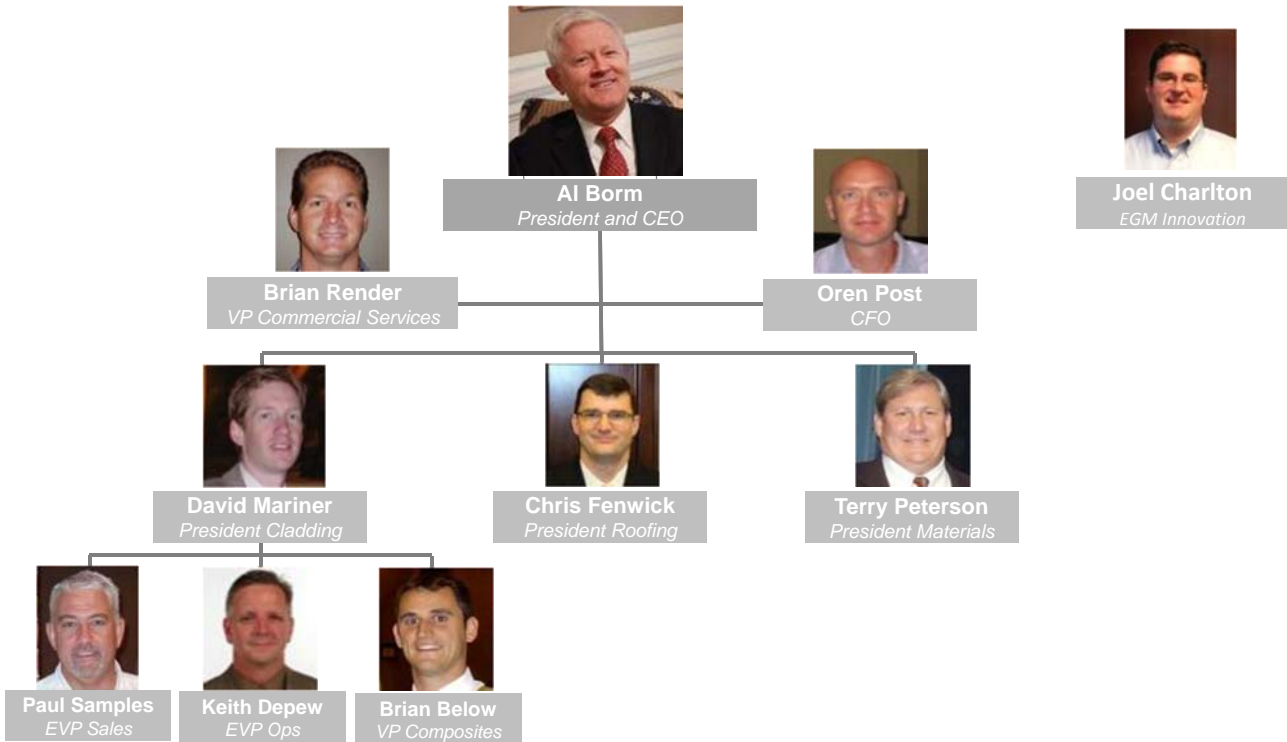 Al Borm
President and CEO
Joel Charlton
EGM Innovation
Brian Render
VP Commercial Services
Oren Post
CFO
David Mariner
President Cladding
Chris Fenwick
President Roofing
Terry Peterson
President Materials
Paul Samples
EVP Sales
Keith Depew
EVP Ops
Brian Below
VP Composites